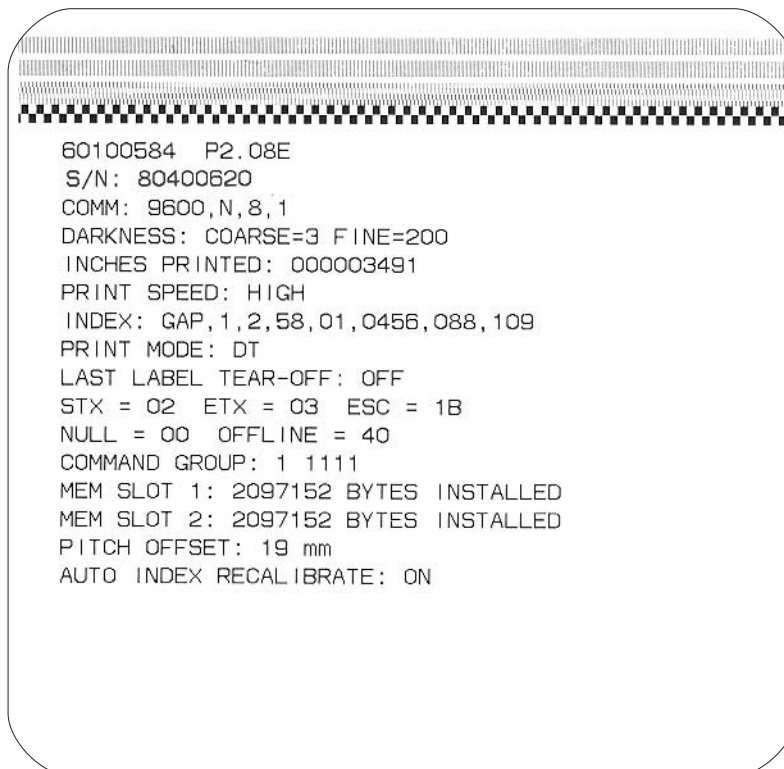 60100584 P2.08E
S/N: 80400620
COMM: 9600,N,8,1
DARKNESS: COARSE=3 FINE=200
INCHES PRINTED: 000003491
PRINT SPEED: HIGH
INDEX: GAP,1,2,58,01,0456,088,109
PRINT MODE: DT
LAST LABEL TEAR-OFF: OFF
STX = 02 ETX = 03 ESC = 1B
NULL = 00 OFFLINE = 40
COMMAND GROUP: 1 1111
MEM SLOT 1: 2097152 BYTES INSTALLED
MEM SLOT 2: 2097152 BYTES INSTALLED
PITCH OFFSET: 19 mm
AUTO INDEX RECALIBRATE: ON